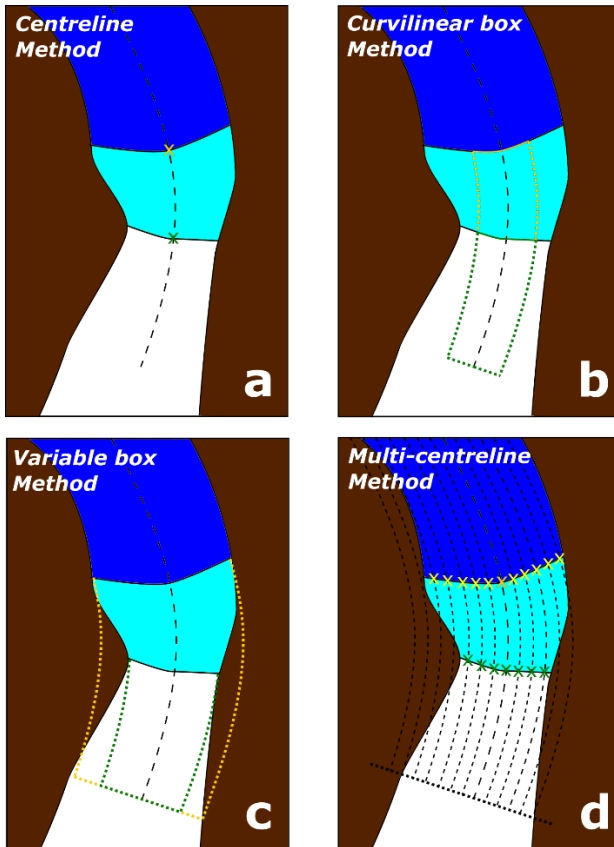 Centreline
Method
a
Curvilinear box
Method
b
Variable box
Method
c
Multi-centreline
Method
d